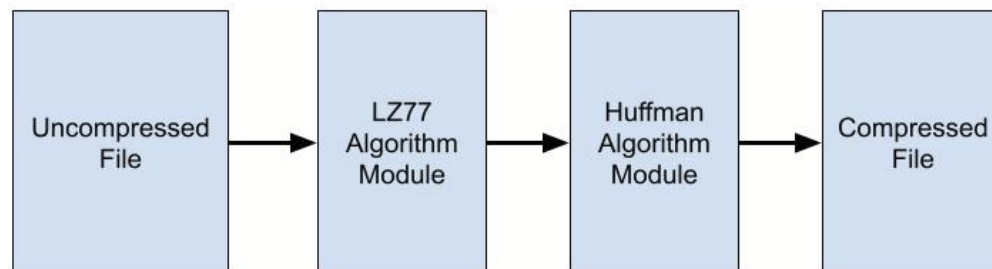 Uncompressed
File
LZ77
Algorithm
Module
Huffman
Algorithm
Module
Compressed
File